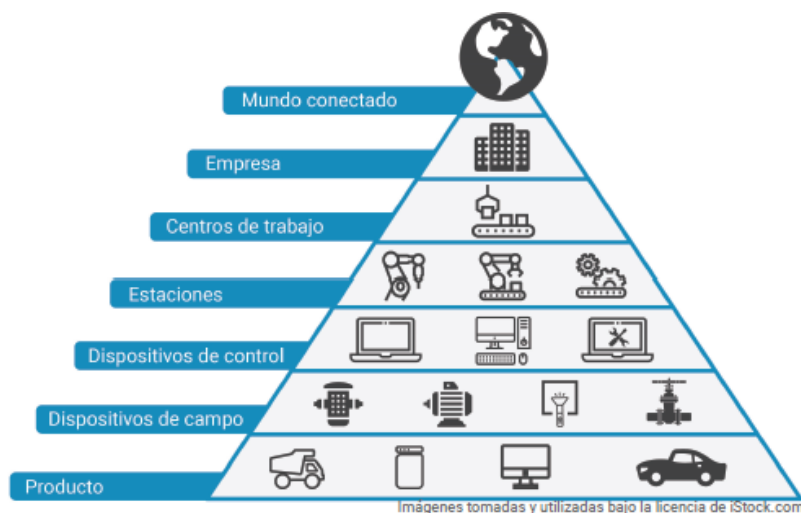 Mundo conectado
Empresa
Centros de trabajo
Estaciones
Dispositivos de control
Dispositivos de campo
Producto
Imágenes tomadas y utilizadas bajo la licencia de iStock.com